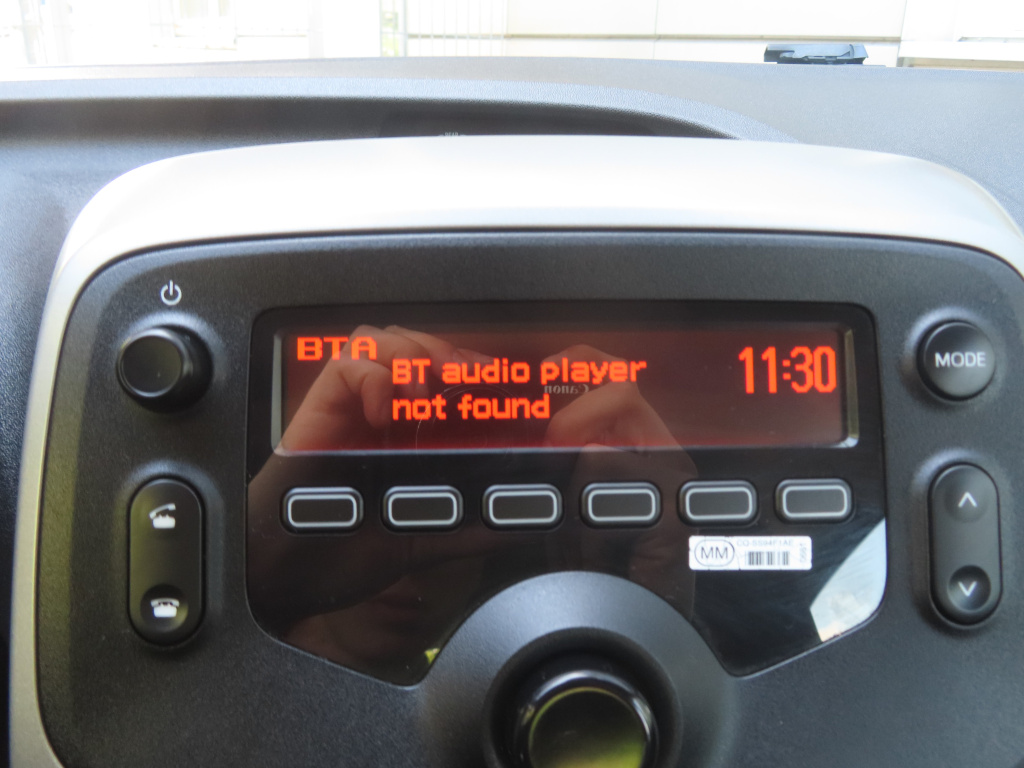 BTA
BT audio player
not found
11:30
MODE
MM